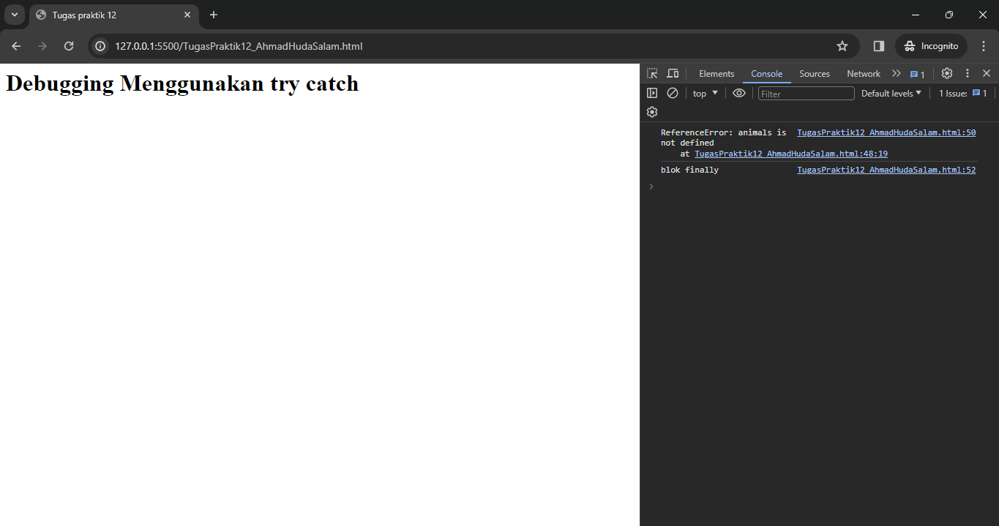 Tugas praktik 12
127.0.0.1:5500/TugasPraktik12_AhmadHudaSalam.html
Incognito
Debugging Menggunakan try catch
Elements Console Sources Network 1
top Filter Default levels 1 Issue: 1
ReferenceError: animals is TugasPraktik12_AhmadHudaSalam.html:50
not defined
at TugasPraktik12_AhmadHudaSalam.html:48:19
blok finally TugasPraktik12_AhmadHudaSalam.html:52